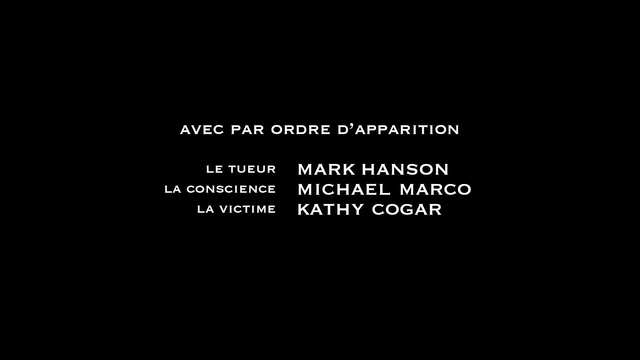 AVEC PAR ORDRE D’APPARITION
LE TUEUR MARK HANSON
LA CONSCIENCE MICHAEL MARCO
LA VICTIME KATHY COGAR